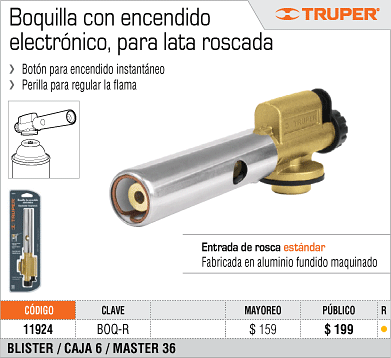 Boquilla con encendido
electrónico, para lata roscada
TRUPER®
Botón para encendido instantáneo
Perilla para regular la flama
TRUPER
Entrada de rosca estándar
Fabricada en aluminio fundido maquinado
CÓDIGO CLAVE MAYOREO PÚBLICO R
11924 BOQ-R $ 159 $ 199
BLISTER / CAJA 6 / MASTER 36